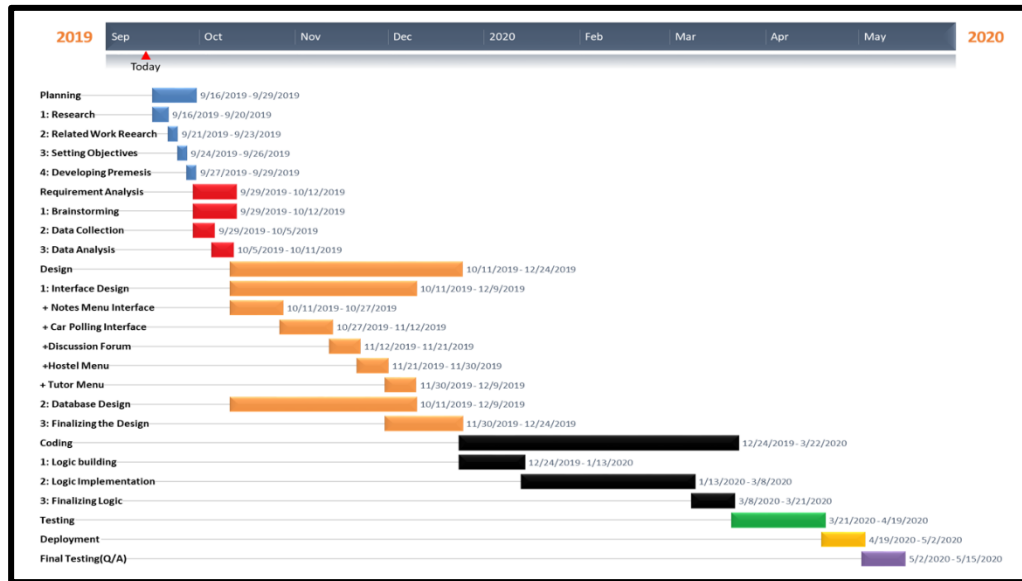 2019 Sep Oct Nov Dec 2020 Feb Mar Apr May 2020
Today
Planning 9/16/2019 - 9/29/2019
1: Research 9/16/2019 - 9/20/2019
2: Related Work Reearch 9/21/2019 - 9/23/2019
3: Setting Objectives 9/24/2019 - 9/26/2019
4: Developing Premesis 9/27/2019 - 9/29/2019
Requirement Analysis 9/29/2019 - 10/12/2019
1: Brainstorming 9/29/2019 - 10/12/2019
2: Data Collection 9/29/2019 - 10/5/2019
3: Data Analysis 10/5/2019 - 10/11/2019
Design 10/11/2019 - 12/24/2019
1: Interface Design 10/11/2019 - 12/9/2019
+ Notes Menu Interface 10/11/2019 - 10/27/2019
+ Car Polling Interface 10/27/2019 - 11/12/2019
+Discussion Forum 11/12/2019 - 11/21/2019
+Hostel Menu 11/21/2019 - 11/30/2019
+ Tutor Menu 11/30/2019 - 12/9/2019
2: Database Design 10/11/2019 - 12/9/2019
3: Finalizing the Design 11/30/2019 - 12/24/2019
Coding 12/24/2019 - 3/22/2020
1: Logic building 12/24/2019 - 1/13/2020
2: Logic Implementation 1/13/2020 - 3/8/2020
3: Finalizing Logic 3/8/2020 - 3/21/2020
Testing 3/21/2020 - 4/19/2020
Deployment 4/19/2020 - 5/2/2020
Final Testing(Q/A) 5/2/2020 - 5/15/2020